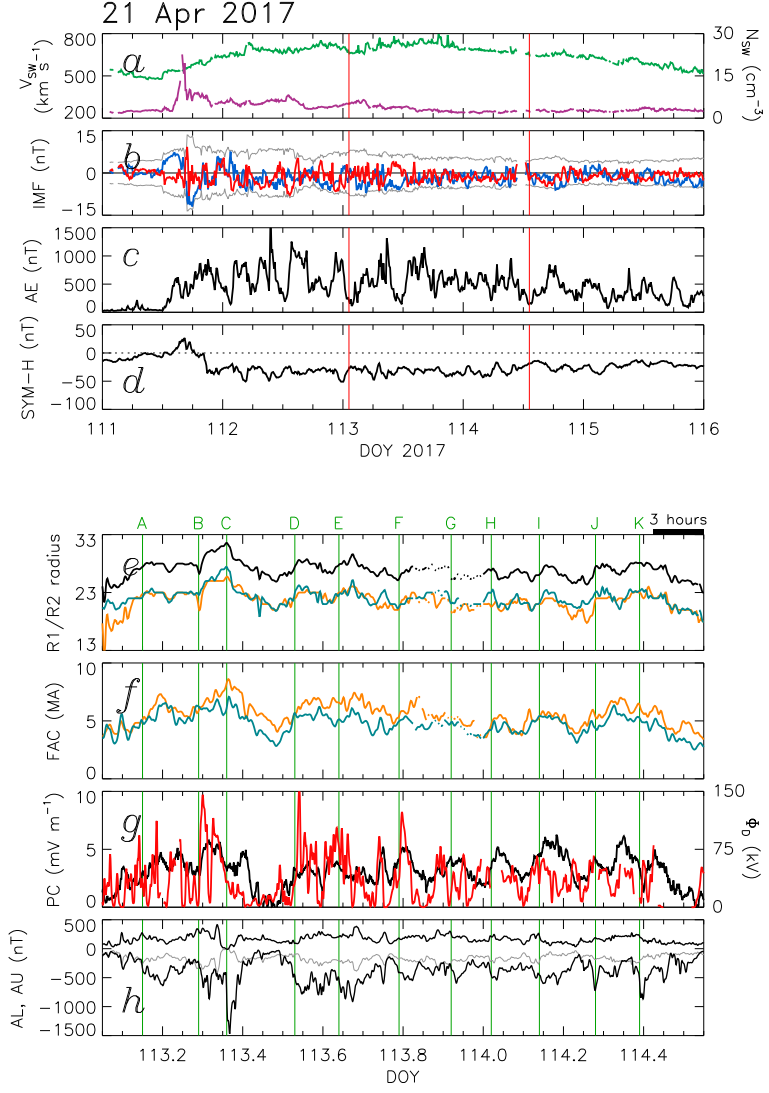 21 Apr 2017
800
500
200
V_SW (km s⁻¹)
a
30
15
0
N_SW (cm⁻³)
15
0
−15
IMF (nT)
b
1500
1000
500
0
AE (nT)
c
50
0
−50
−100
SYM−H (nT)
d
111 112 113 114 115 116
DOY 2017
A B C D E F G H I J K 3 hours
33
23
13
R1/R2 radius
e
10
5
0
FAC (MA)
f
10
5
0
PC (mV m⁻¹)
g
150
75
0
Φ_D (kV)
500
0
−500
−1000
−1500
AL, AU (nT)
h
113.2 113.4 113.6 113.8 114.0 114.2 114.4
DOY